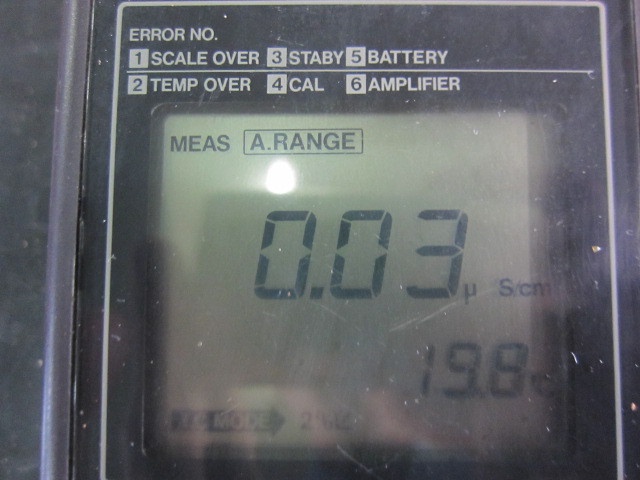 ERROR NO.
1 SCALE OVER 3 STABY 5 BATTERY
2 TEMP OVER 4 CAL 6 AMPLIFIER
MEAS A.RANGE
0.03 μ S/cm
19.8 °C